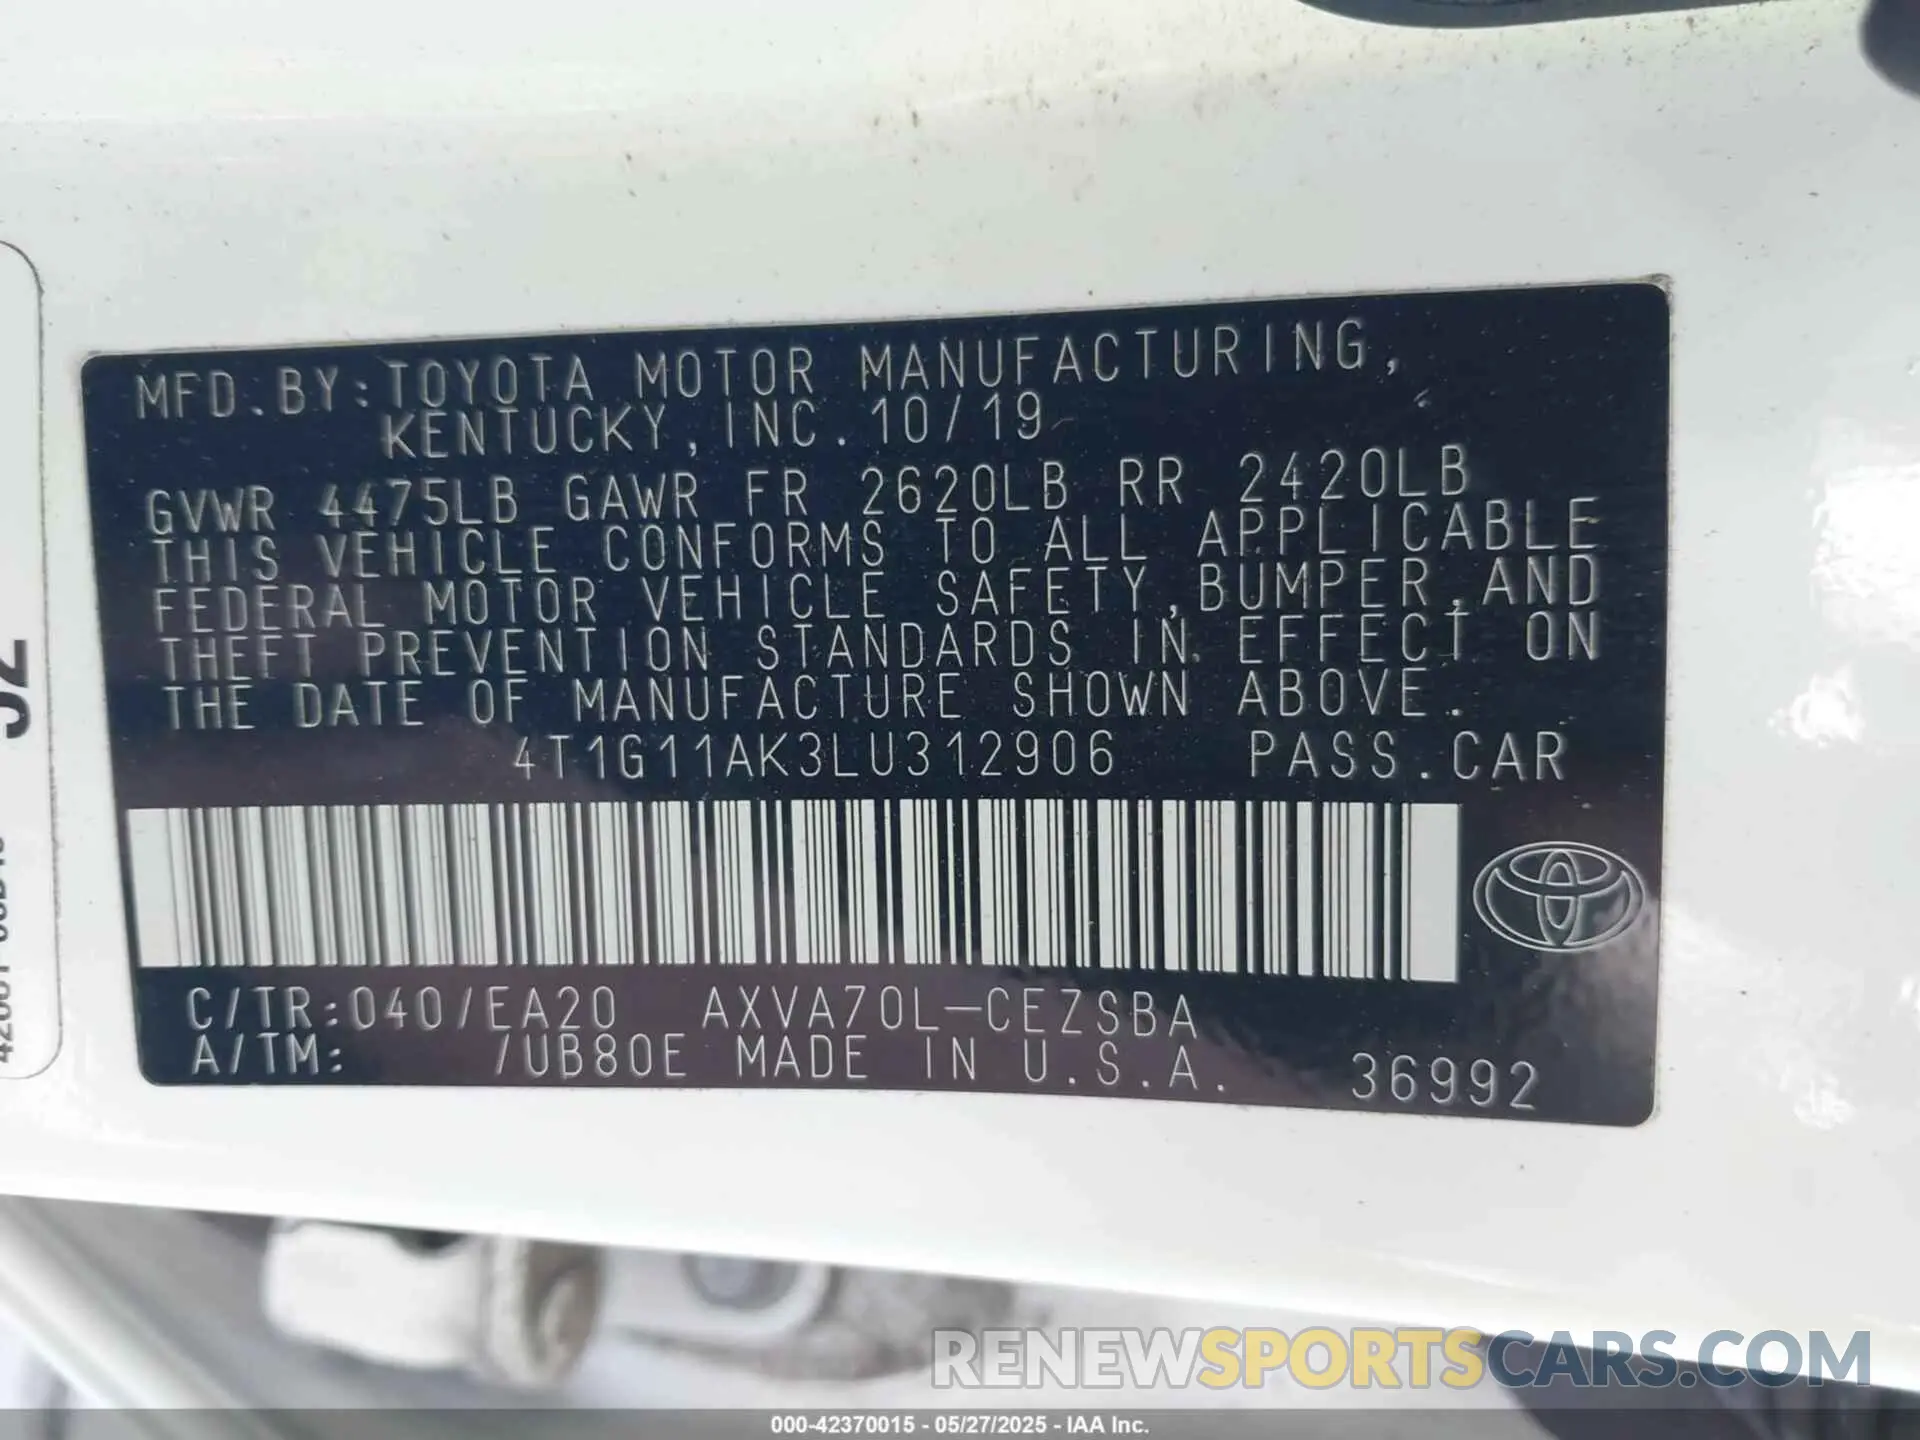 MFD.BY:TOYOTA MOTOR MANUFACTURING,
KENTUCKY,INC.10/19
GVWR 4475LB GAWR FR 2620LB RR 2420LB
THIS VEHICLE CONFORMS TO ALL APPLICABLE
FEDERAL MOTOR VEHICLE SAFETY,BUMPER,AND
THEFT PREVENTION STANDARDS IN EFFECT ON
THE DATE OF MANUFACTURE SHOWN ABOVE.
4T1G11AK3LU312906 PASS.CAR
C/TR:040/EA20 AXVA70L-CEZSBA
A/TM: /UB80E MADE IN U.S.A. 36992
RENEWSPORTSCARS.COM
000-42370015 - 05/27/2025 - IAA Inc.